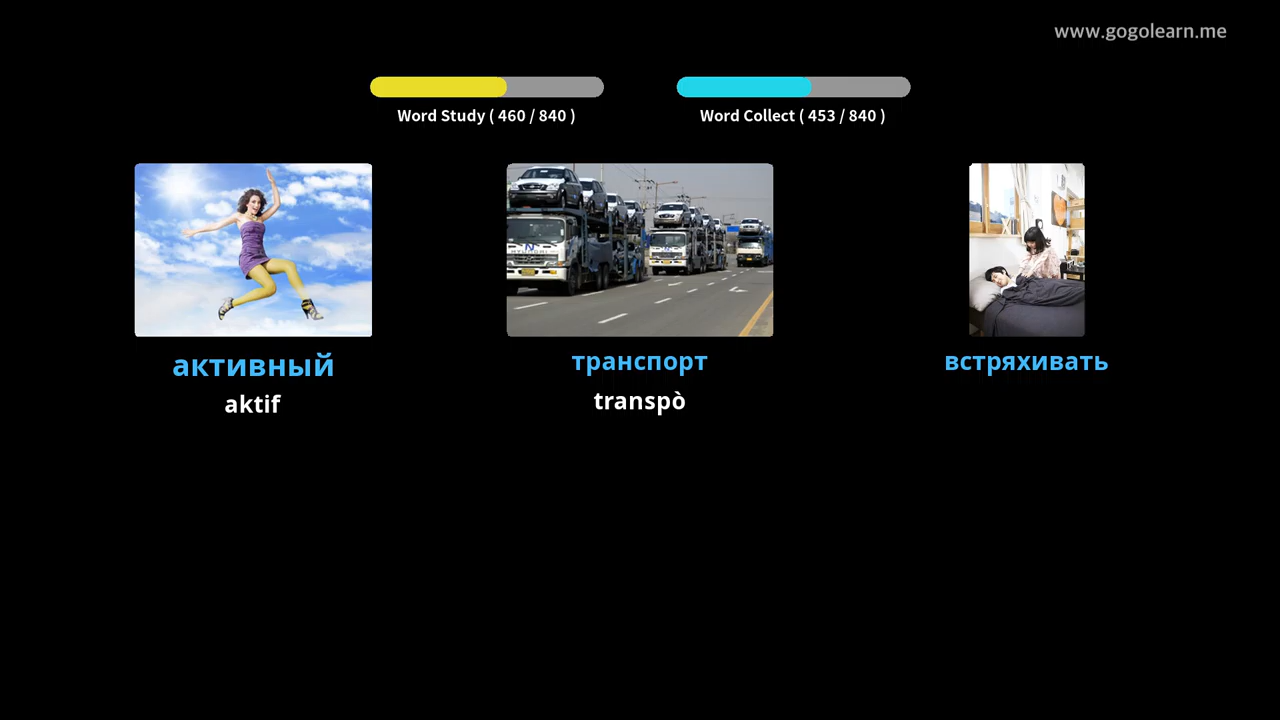 www.gogolearn.me
Word Study ( 460 / 840 )
Word Collect ( 453 / 840 )
активный
aktif
транспорт
transpò
встряхивать